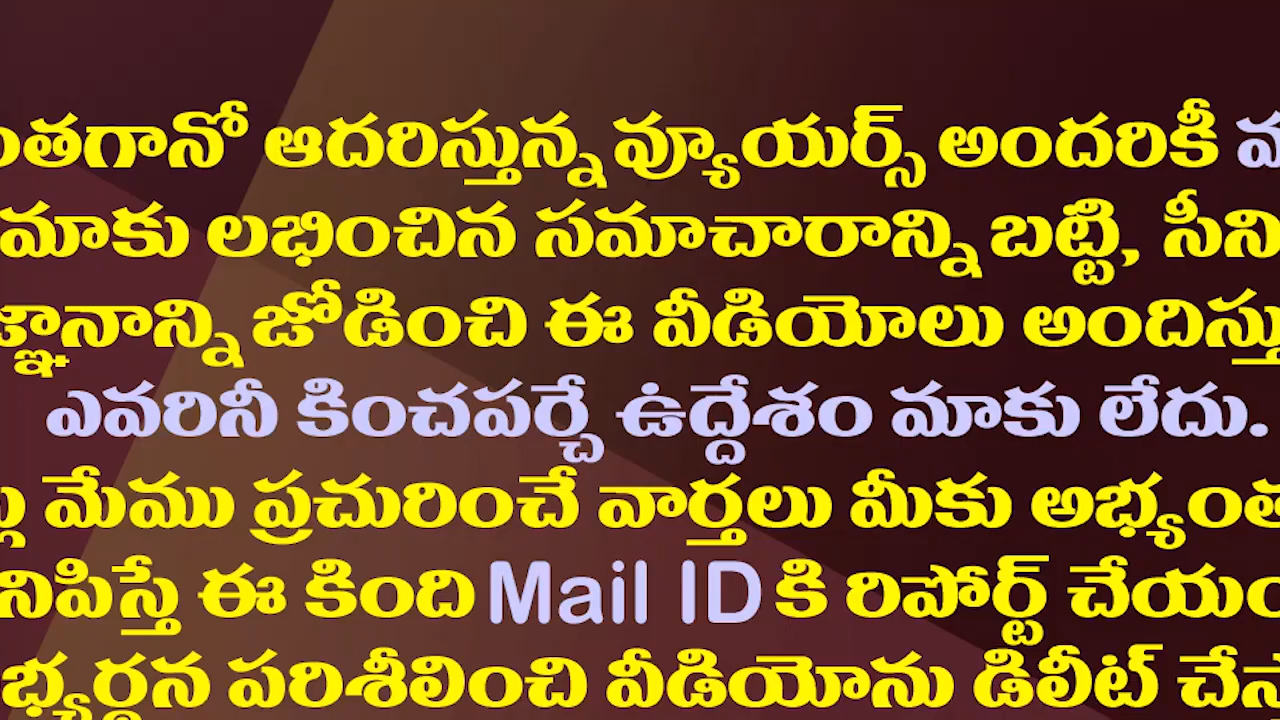 ఆదరిస్తున్న వ్యూయర్స్ అందరికీ
మాకు లభించిన సమాచారాన్ని బట్టి,
జోడించి ఈ వీడియోలు
ఎవరినీ కించపర్చే ఉద్దేశం మాకు లేదు.
మేము ప్రచురించే వార్తలు మీకు
ఈ కింది Mail ID కి రిపోర్ట్
పరిశీలించి వీడియోను డిలీట్